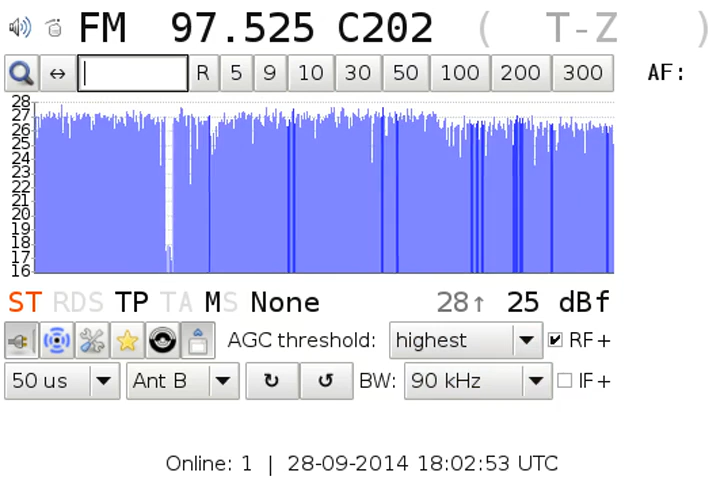 FM 97.525 C202 ( T-Z )
↔ R 5 9 10 30 50 100 200 300 AF:
28
27
26
25
24
23
22
21
20
19
18
17
16
ST RDS TP TA MS None 28↑ 25 dBf
AGC threshold: highest RF+
50 us Ant B ↻ ↺ BW: 90 kHz IF+
Online: 1 | 28-09-2014 18:02:53 UTC